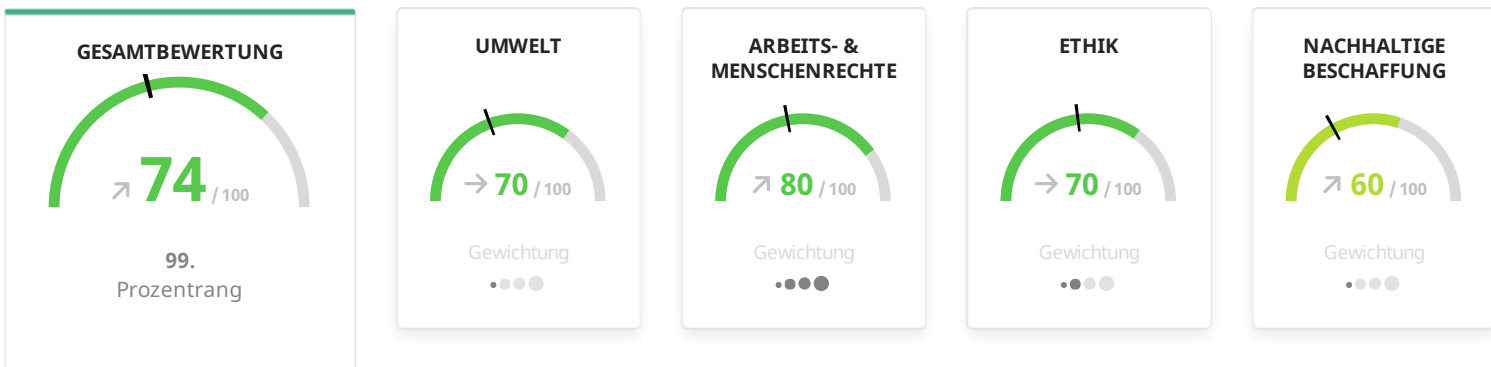 GESAMTBEWERTUNG
74 / 100
99.
Prozentrang
UMWELT
70 / 100
Gewichtung
ARBEITS- &
MENSCHENRECHTE
80 / 100
Gewichtung
ETHIK
70 / 100
Gewichtung
NACHHALTIGE
BESCHAFFUNG
60 / 100
Gewichtung